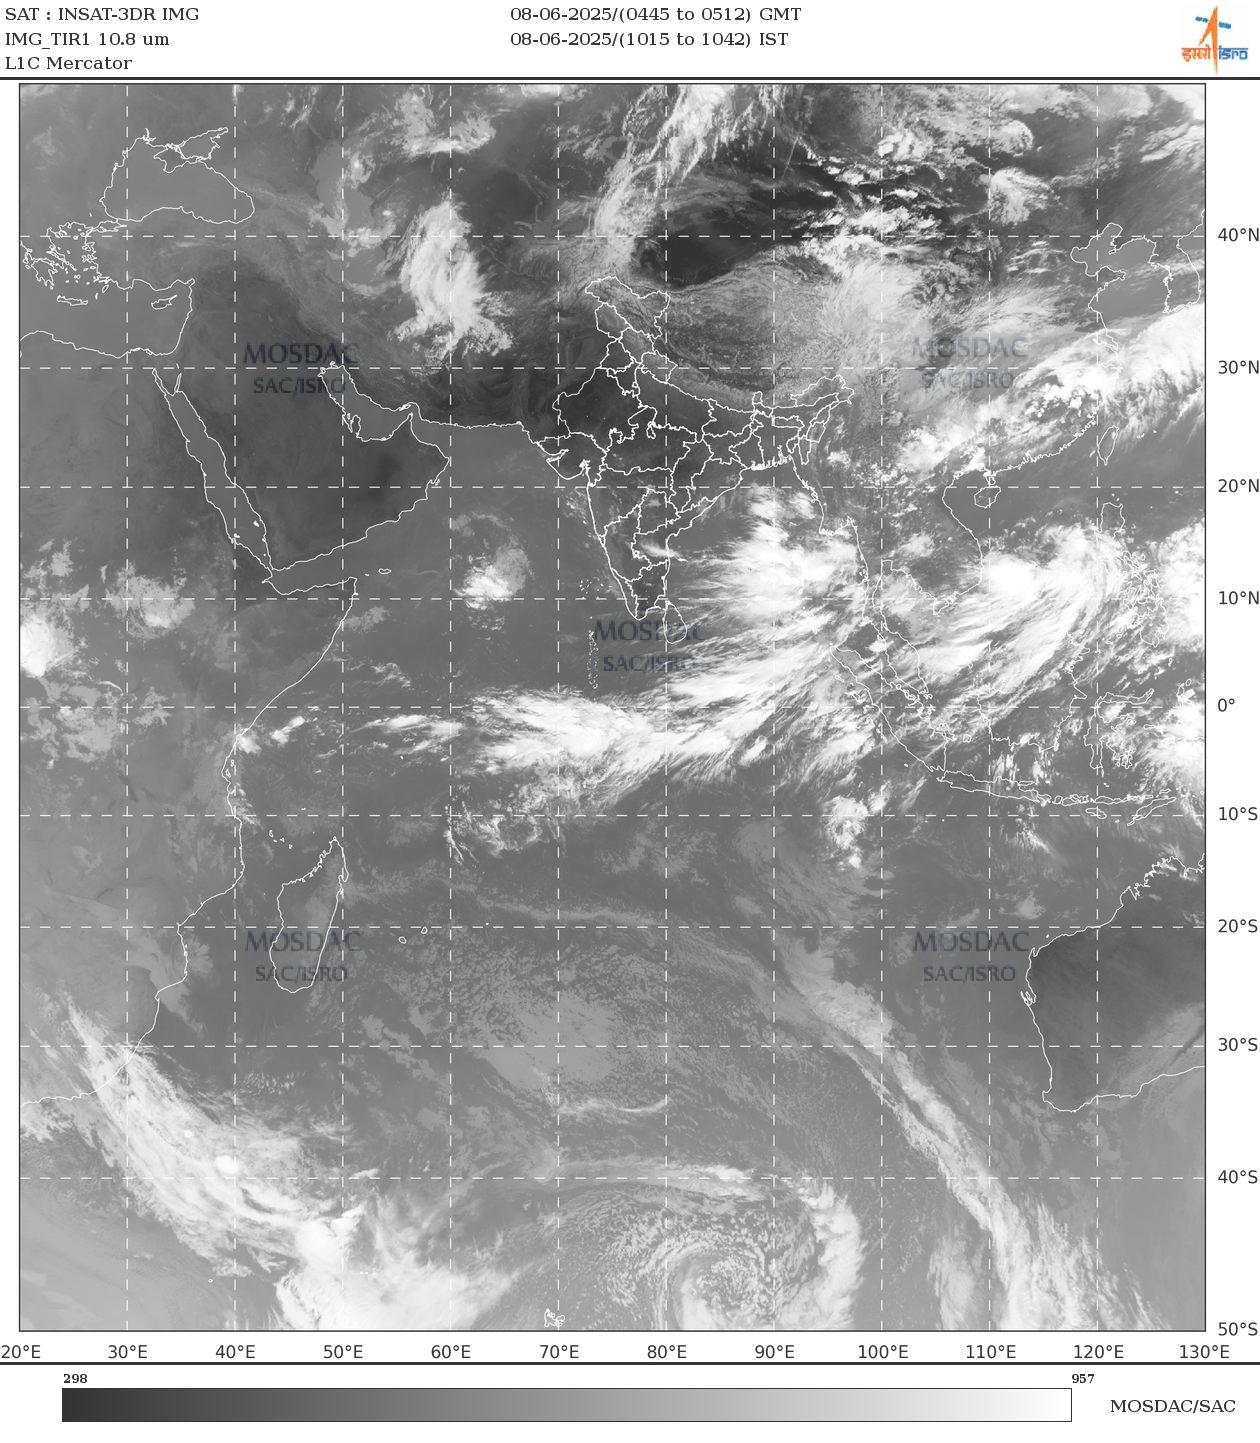 SAT : INSAT-3DR IMG
08-06-2025/(0445 to 0512) GMT
IMG_TIR1 10.8 um
08-06-2025/(1015 to 1042) IST
L1C Mercator
इसरो isro
40°N
MOSDAC
SAC/ISRO
MOSDAC
SAC/ISRO
30°N
20°N
10°N
MOSDAC
SAC/ISRO
0°
10°S
20°S
MOSDAC
SAC/ISRO
MOSDAC
SAC/ISRO
30°S
40°S
50°S
20°E 30°E 40°E 50°E 60°E 70°E 80°E 90°E 100°E 110°E 120°E 130°E
298
957
MOSDAC/SAC